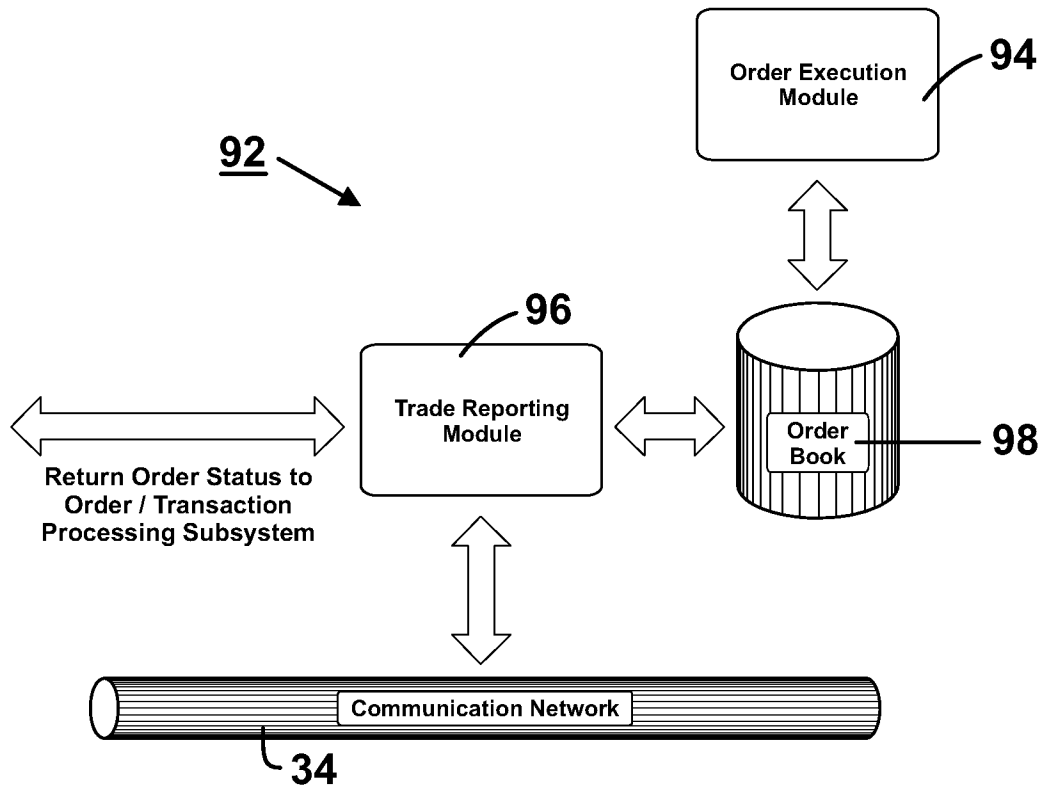 Order Execution
Module
94
92
96
Trade Reporting
Module
Order
Book
98
Return Order Status to
Order / Transaction
Processing Subsystem
Communication Network
34